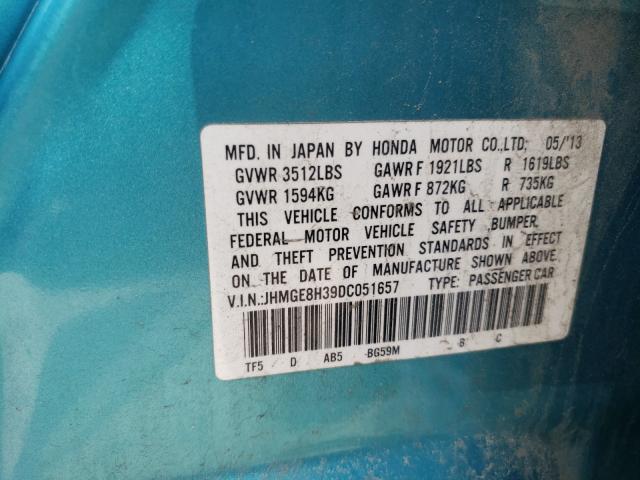 MFD. IN JAPAN BY HONDA MOTOR CO.,LTD; 05/'13
GVWR 3512LBS GAWR F 1921LBS R 1619LBS
GVWR 1594KG GAWR F 872KG R 735KG
THIS VEHICLE CONFORMS TO ALL APPLICABLE
FEDERAL MOTOR VEHICLE SAFETY, BUMPER,
AND THEFT PREVENTION STANDARDS IN EFFECT
ON THE DATE OF MANUFACTURE SHOWN ABOVE.
V.I.N.:JHMGE8H39DC051657 TYPE: PASSENGER CAR
TF5 D AB5 BG59M B C